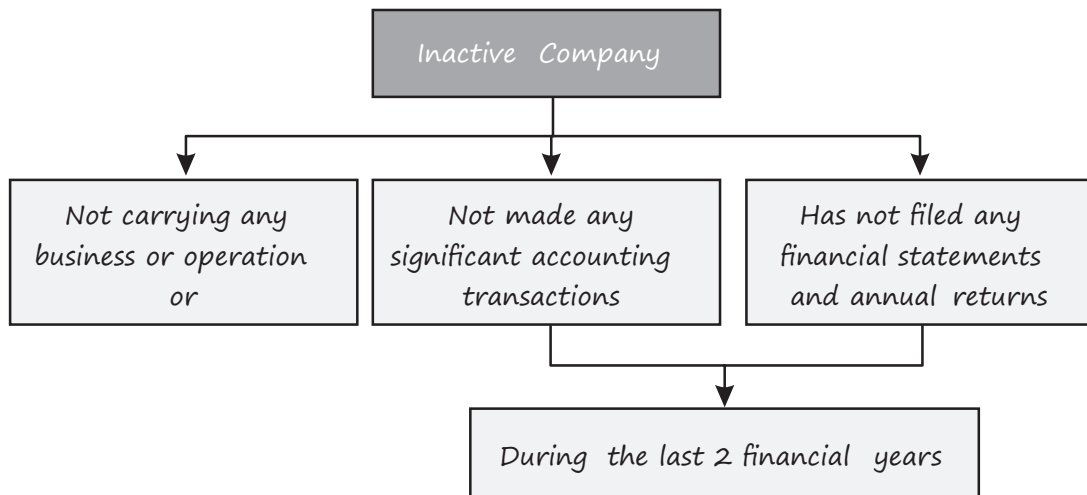 Inactive Company
Not carrying any
business or operation
or
Not made any
significant accounting
transactions
Has not filed any
financial statements
and annual returns
During the last 2 financial years